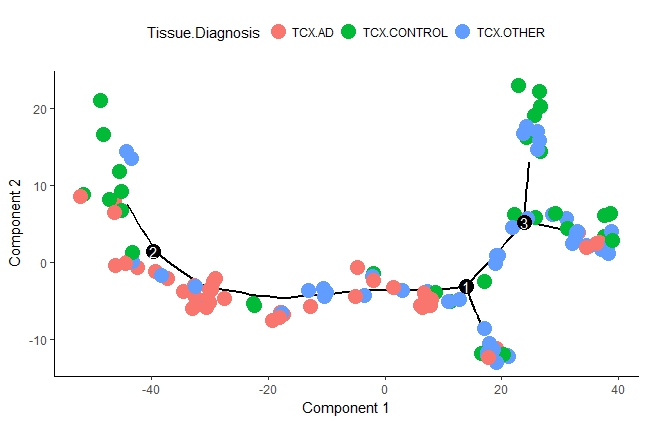 Tissue.Diagnosis TCX.AD TCX.CONTROL TCX.OTHER
20
10
0
-10
Component 2
2
3
1
-40 -20 0 20 40
Component 1